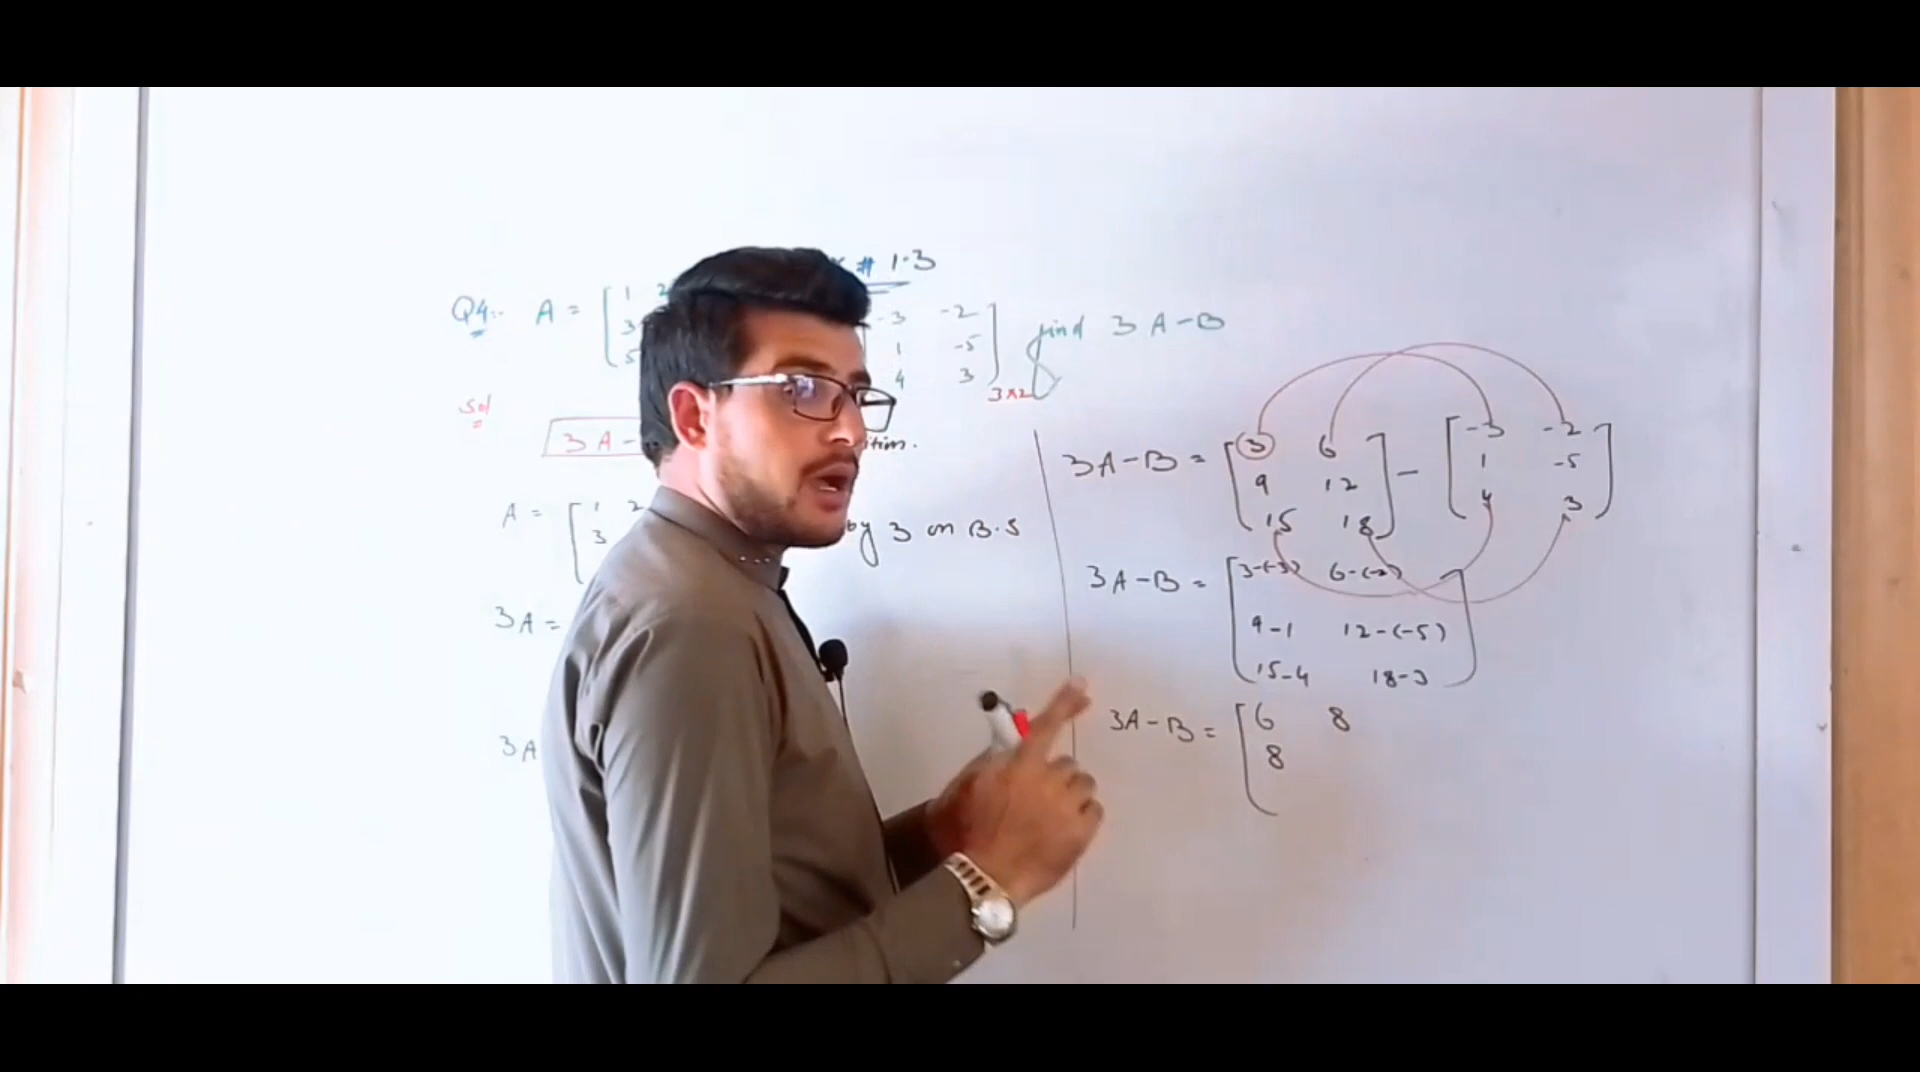 # 1.3
Q4:- A = [ 1 2 -3 -2 ] find 3A-B
3 1 -5
5 4 3
3×2
Sol
3A-
A = [ 1 2 by 3 on B.S
3
3A =
3A
3A-B = [ 3 6 ] - [ -3 -2 ]
9 12 1 -5
15 18 4 3
3A-B = [ 3-(-3) 6-(-2) ]
9-1 12-(-5)
15-4 18-3
3A-B = [ 6 8
8